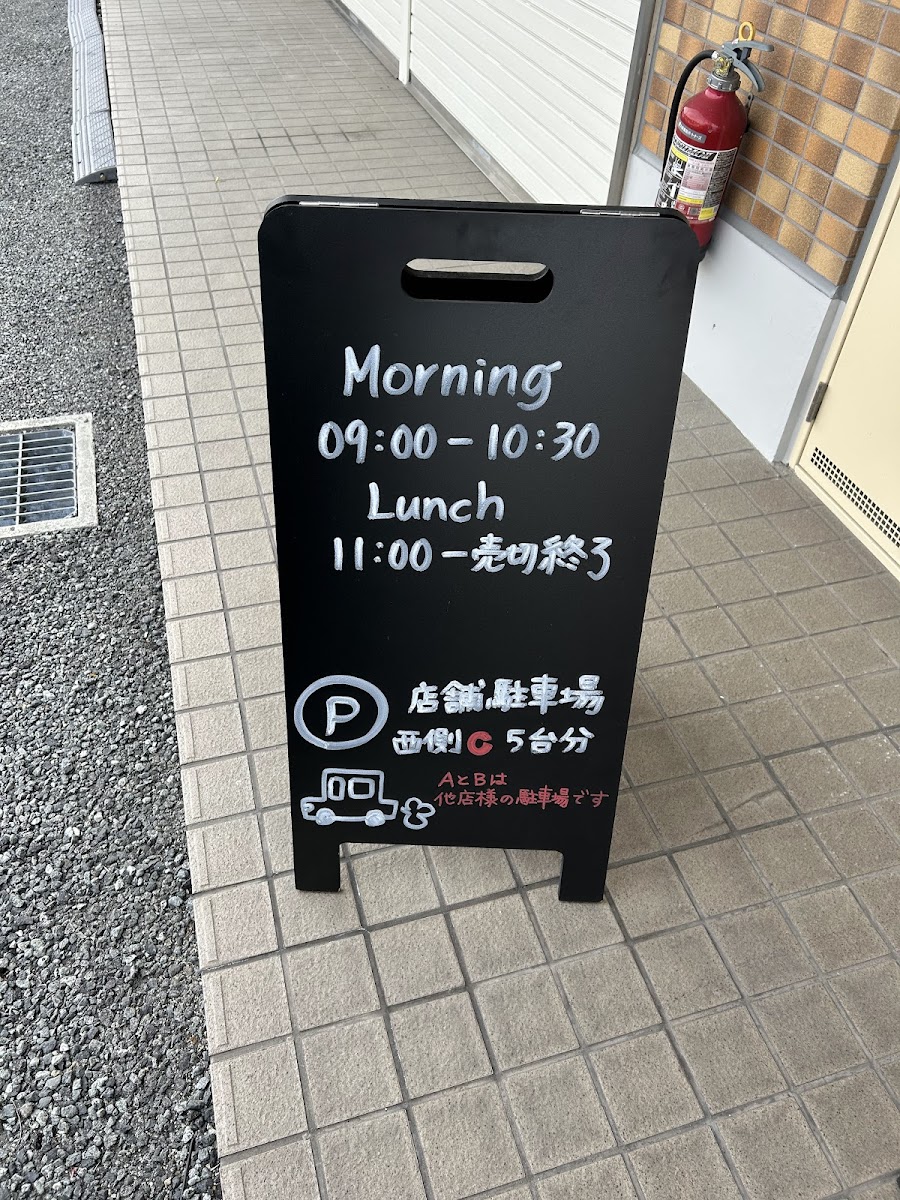 Morning
09:00-10:30
Lunch
11:00-売切終了
P 店舗駐車場
西側C 5台分
AとBは
他店様の駐車場です